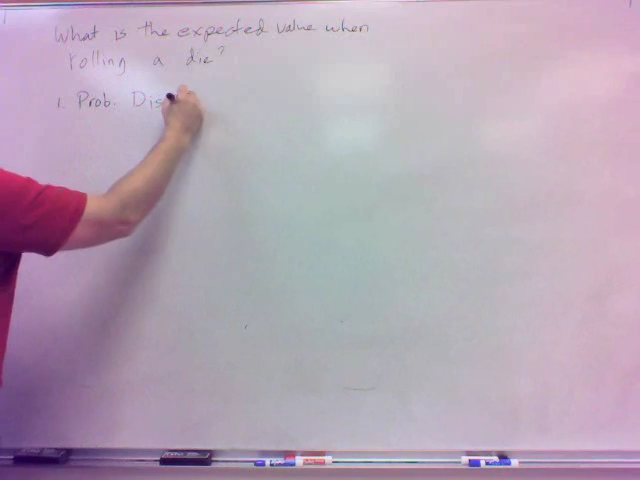 What is the expected value when
rolling a die?
1. Prob. Dis